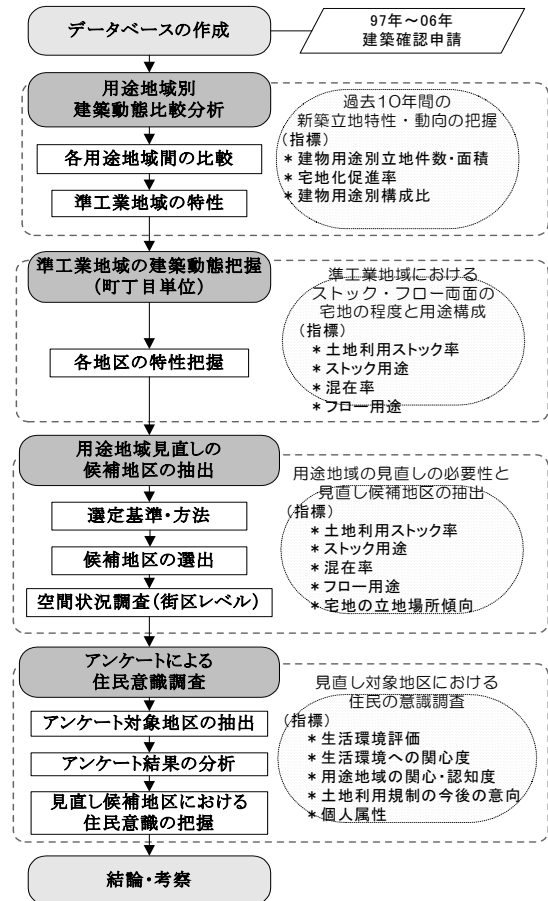 データベースの作成
97年～06年
建築確認申請
用途地域別
建築動態比較分析
各用途地域間の比較
準工業地域の特性
過去10年間の
新築立地特性・動向の把握
(指標)
＊建物用途別立地件数・面積
＊宅地化促進率
＊建物用途別構成比
準工業地域の建築動態把握
(町丁目単位)
各地区の特性把握
準工業地域における
ストック・フロー両面の
宅地の程度と用途構成
(指標)
＊土地利用ストック率
＊ストック用途
＊混在率
＊フロー用途
用途地域見直しの
候補地区の抽出
選定基準・方法
候補地区の選出
空間状況調査(街区レベル)
用途地域の見直しの必要性と
見直し候補地区の抽出
(指標)
＊土地利用ストック率
＊ストック用途
＊混在率
＊フロー用途
＊宅地の立地場所傾向
アンケートによる
住民意識調査
アンケート対象地区の抽出
アンケート結果の分析
見直し候補地区における
住民意識の把握
見直し対象地区における
住民の意識調査
(指標)
＊生活環境評価
＊生活環境への関心度
＊用途地域の関心・認知度
＊土地利用規制の今後の意向
＊個人属性
結論・考察